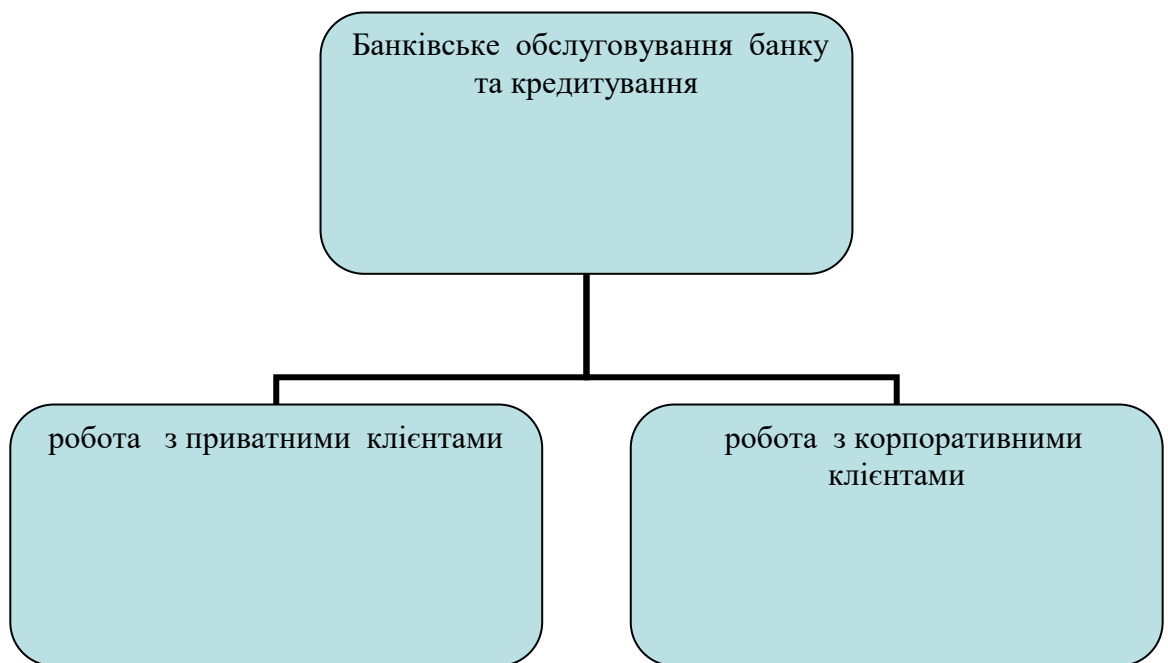 Банківське обслуговування банку
та кредитування
робота з приватними клієнтами
робота з корпоративними
клієнтами